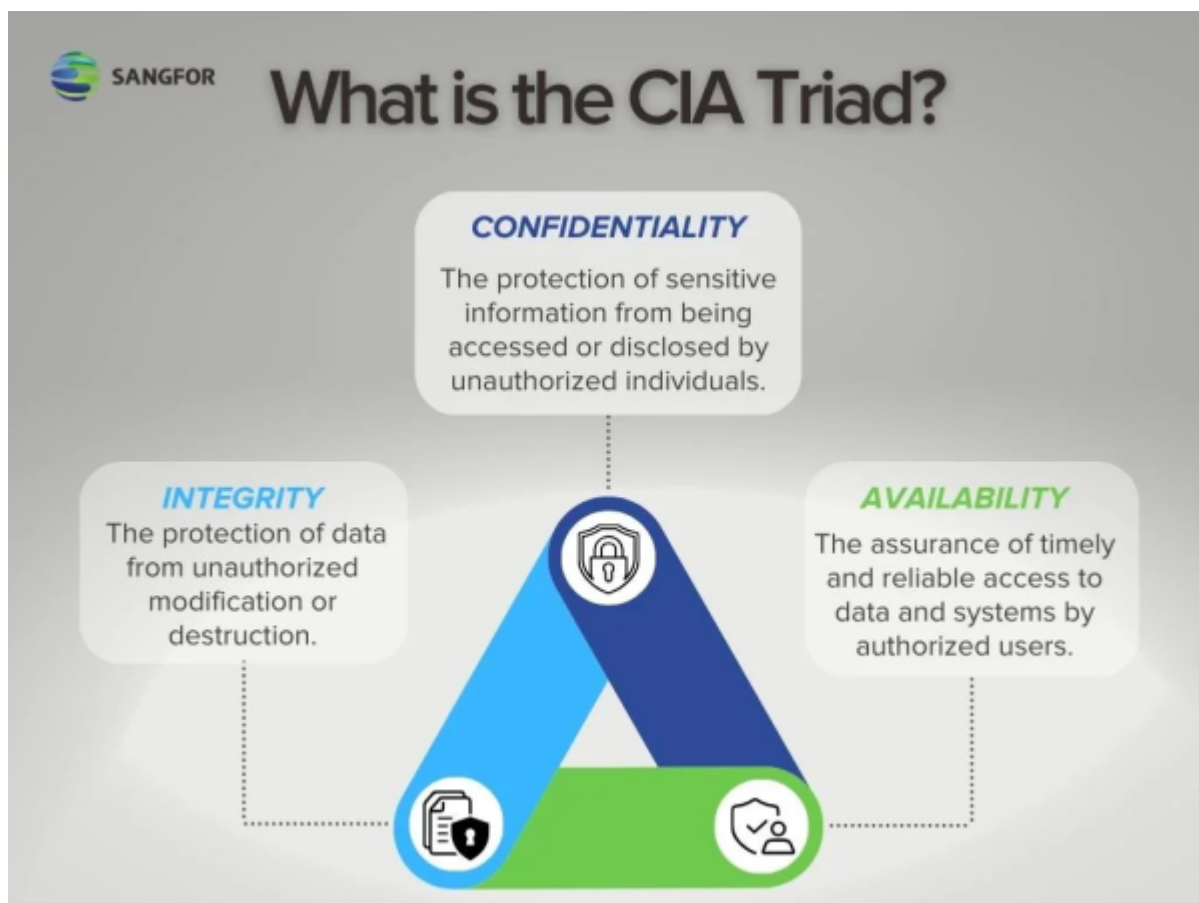 SANGFOR
What is the CIA Triad?
CONFIDENTIALITY
The protection of sensitive
information from being
accessed or disclosed by
unauthorized individuals.
INTEGRITY
The protection of data
from unauthorized
modification or
destruction.
AVAILABILITY
The assurance of timely
and reliable access to
data and systems by
authorized users.